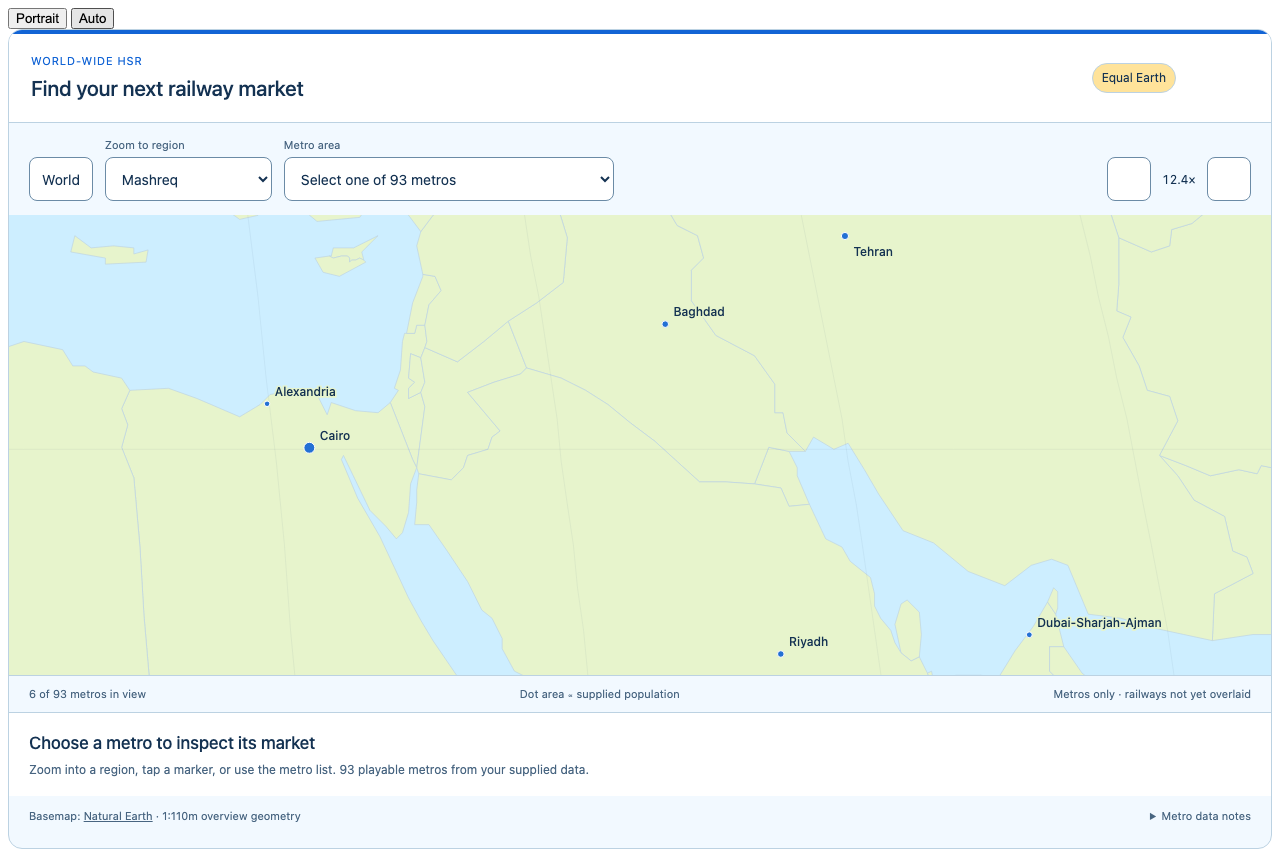 Portrait Auto
WORLD-WIDE HSR
Find your next railway market
Equal Earth
Zoom to region
Metro area
World
Mashreq
Select one of 93 metros
12.4×
Tehran
Baghdad
Alexandria
Cairo
Dubai-Sharjah-Ajman
Riyadh
6 of 93 metros in view
Dot area ∝ supplied population
Metros only · railways not yet overlaid
Choose a metro to inspect its market
Zoom into a region, tap a marker, or use the metro list. 93 playable metros from your supplied data.
Basemap: Natural Earth · 1:110m overview geometry
▶ Metro data notes